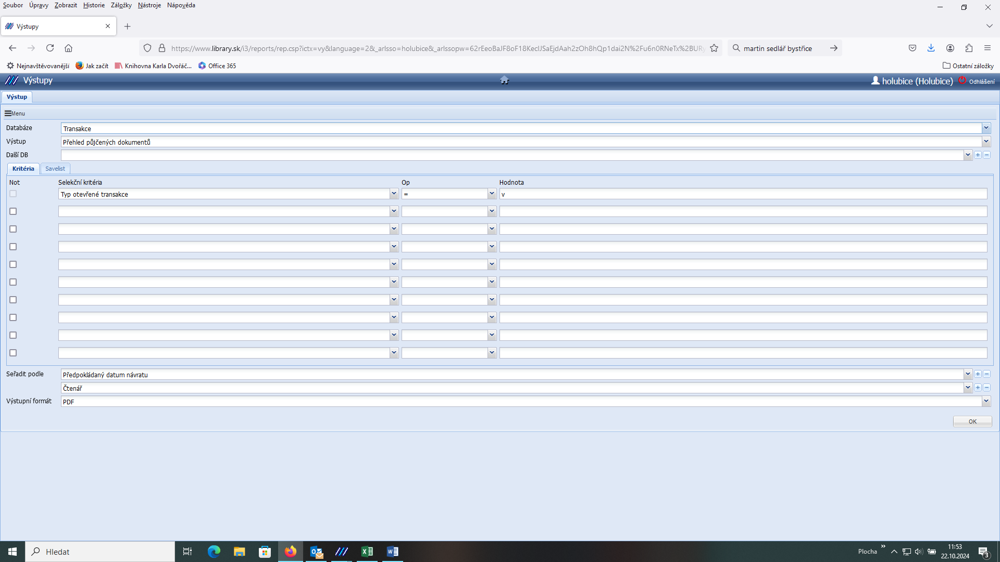 Soubor Úpravy Zobrazit Historie Záložky Nástroje Nápověda
Výstupy
https://www.library.sk/i3/reports/rep.csp?ictx=vy&language=2&_arlsso=holubice&_arlssopw=
martin sedlář bystřice
Nejnavštěvovanější Jak začít Knihovna Karla Dvořáč... Office 365 Ostatní záložky
Výstupy holubice (Holubice) Odhlášení
Výstup
Menu
Databáze Transakce
Výstup Přehled půjčených dokumentů
Další DB
Kritéria Savelist
Not Selekční kritéria Op Hodnota
Typ otevřené transakce = v
Seřadit podle Předpokládaný datum návratu
Čtenář
Výstupní formát PDF
OK
Hledat Plocha 11:53
22.10.2024 3